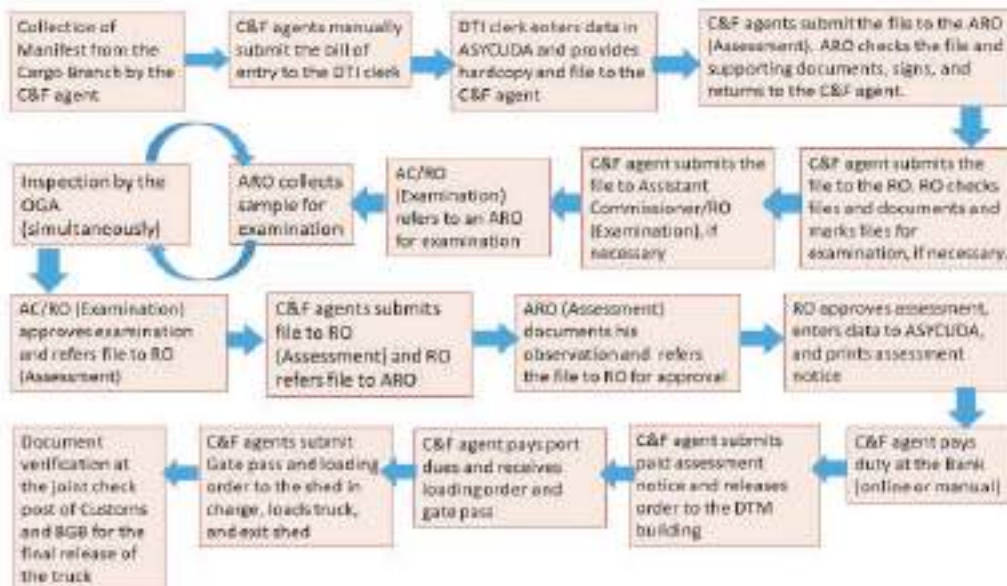 Collection of
Manifest from the
Cargo Branch by the
C&F agent
C&F agents manually
submit the bill of
entry to the DTI clerk
DTI clerk enters data in
ASYCUDA and provides
hardcopy and file to the
C&F agent
C&F agents submit the file to the ARO
(Assessment). ARO checks the file and
supporting documents, signs, and
returns to the C&F agent.
C&F agent submits the
file to the RO. RO checks
files and documents and
marks files for
examination, if necessary.
C&F agent submits the
file to Assistant
Commissioner/RO
(Examination), if
necessary
AC/RO
(Examination)
refers to an ARO
for examination
ARO collects
sample for
examination
Inspection by the
OGA
(simultaneously)
AC/RO (Examination)
approves examination
and refers file to RO
(Assessment)
C&F agents submits
file to RO
(Assessment) and RO
refers file to ARO
ARO (Assessment)
documents his
observation and refers
the file to RO for approval
RO approves assessment,
enters data to ASYCUDA,
and prints assessment
notice
C&F agent pays
duty at the Bank
(online or manual)
C&F agent submits
paid assessment
notice and releases
order to the DTM
building
C&F agent pays port
dues and receives
loading order and
gate pass
C&F agents submit
Gate pass and loading
order to the shed in
charge, loads truck,
and exit shed
Document
verification at
the joint check
post of Customs
and BGB for the
final release of
the truck